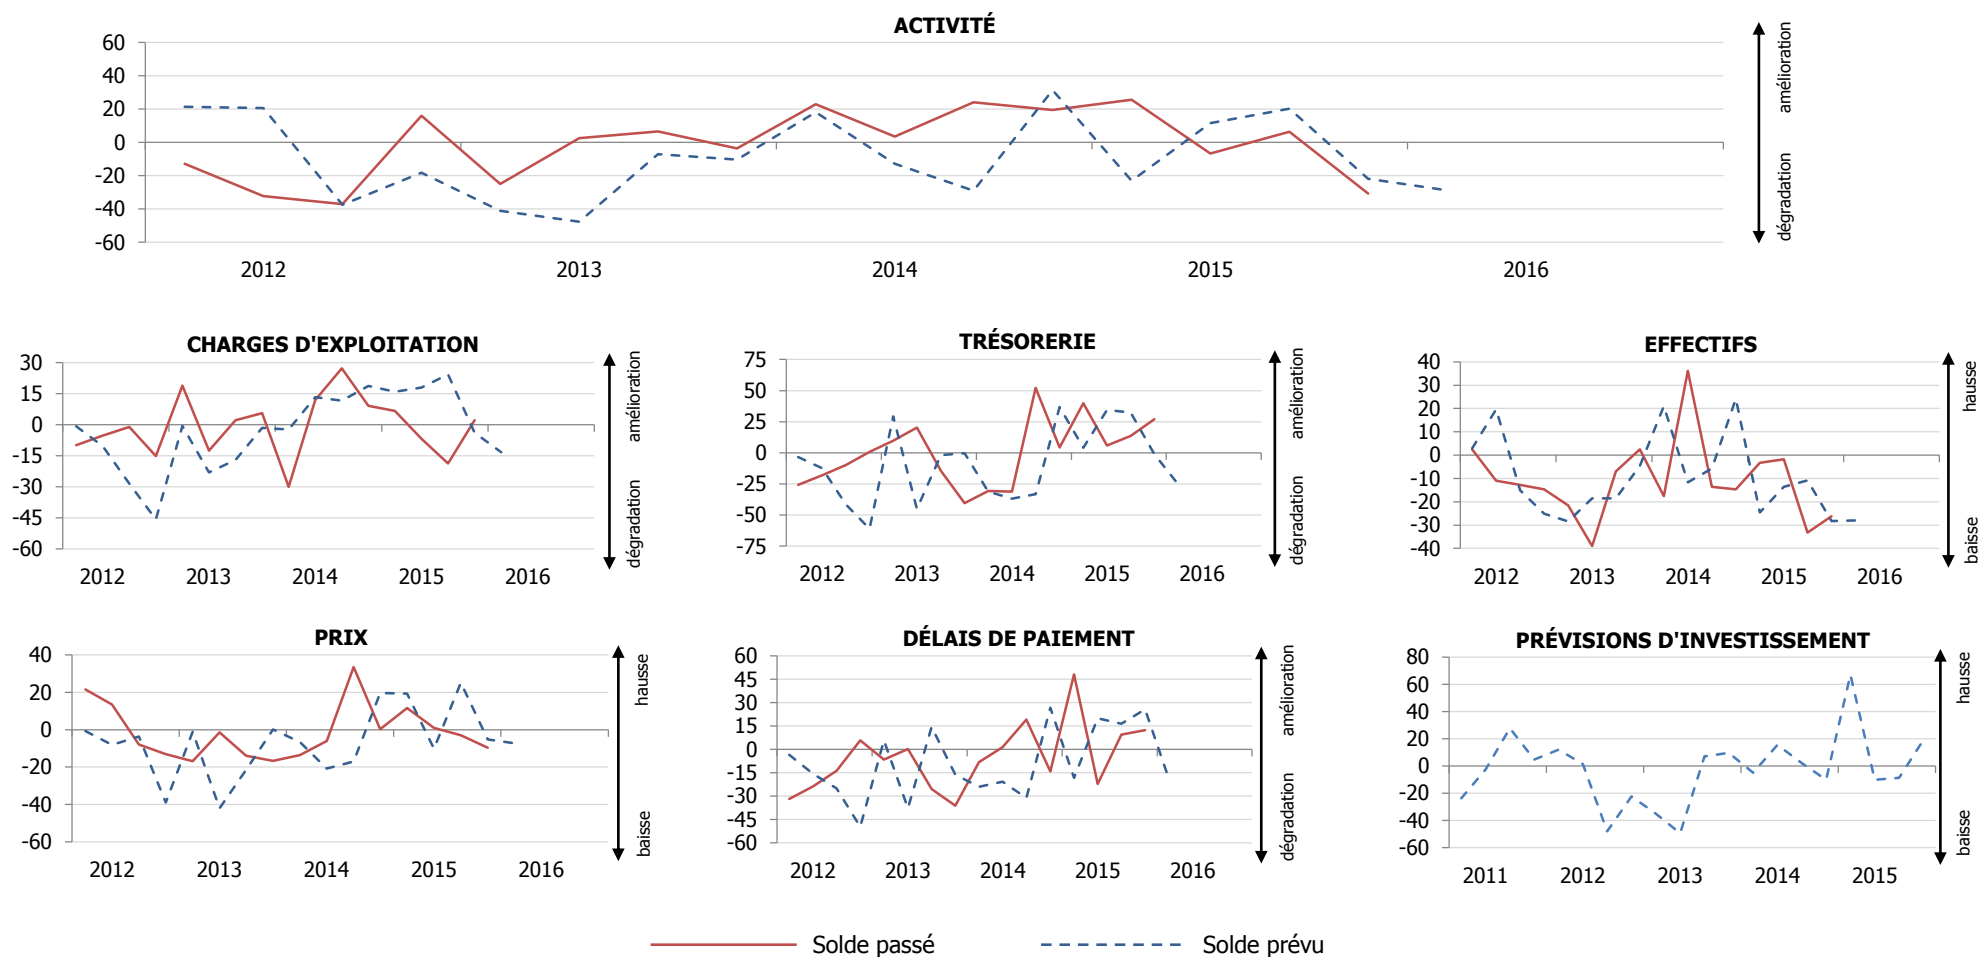 ACTIVITÉ
60
40
20
0
-20
-40
-60
2012 2013 2014 2015 2016
amélioration
dégradation
CHARGES D'EXPLOITATION
30
15
0
-15
-30
-45
-60
2012 2013 2014 2015 2016
amélioration
dégradation
TRÉSORERIE
75
50
25
0
-25
-50
-75
2012 2013 2014 2015 2016
amélioration
dégradation
EFFECTIFS
40
30
20
10
0
-10
-20
-30
-40
2012 2013 2014 2015 2016
hausse
baisse
PRIX
40
20
0
-20
-40
-60
2012 2013 2014 2015 2016
hausse
baisse
DÉLAIS DE PAIEMENT
60
45
30
15
0
-15
-30
-45
-60
2012 2013 2014 2015 2016
amélioration
dégradation
PRÉVISIONS D'INVESTISSEMENT
80
60
40
20
0
-20
-40
-60
2011 2012 2013 2014 2015
hausse
baisse
Solde passé Solde prévu